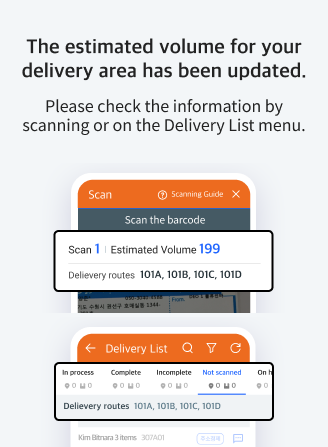 The estimated volume for your
delivery area has been updated.
Please check the information by
scanning or on the Delivery List menu.
Scan
Scanning Guide
Scan the barcode
Scan 1 | Estimated Volume 199
Delievery routes 101A, 101B, 101C, 101D
From.
Delivery List
In process Complete Incomplete Not scanned On h
0 0 0 0 0 0 0 0 0
Delievery routes 101A, 101B, 101C, 101D
Kim Bitnara 3 items 307A01